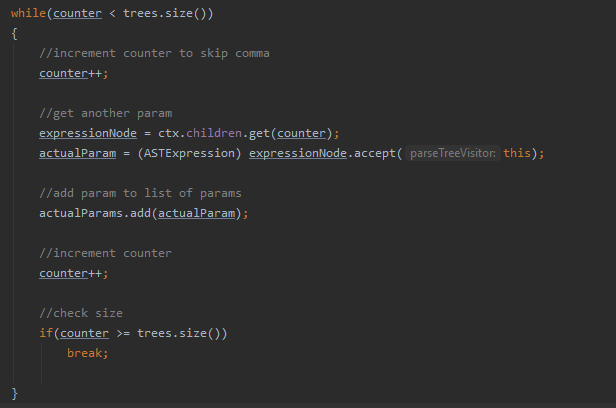 while(counter < trees.size())
{
//increment counter to skip comma
counter++;
//get another param
expressionNode = ctx.children.get(counter);
actualParam = (ASTExpression) expressionNode.accept( parseTreeVisitor: this);
//add param to list of params
actualParams.add(actualParam);
//increment counter
counter++;
//check size
if(counter >= trees.size())
break;
}